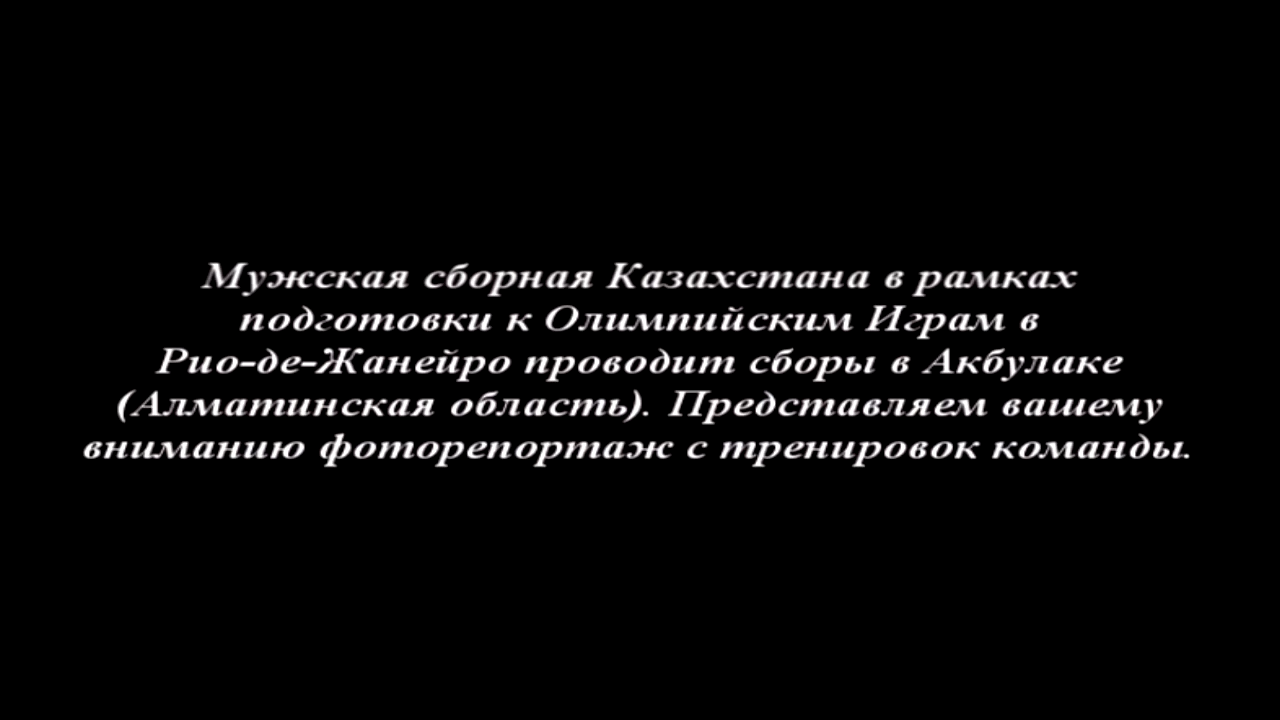 Мужская сборная Казахстана в рамках
подготовки к Олимпийским Играм в
Рио-де-Жанейро проводит сборы в Акбулаке
(Алматинская область). Представляем вашему
вниманию фоторепортаж с тренировок команды.